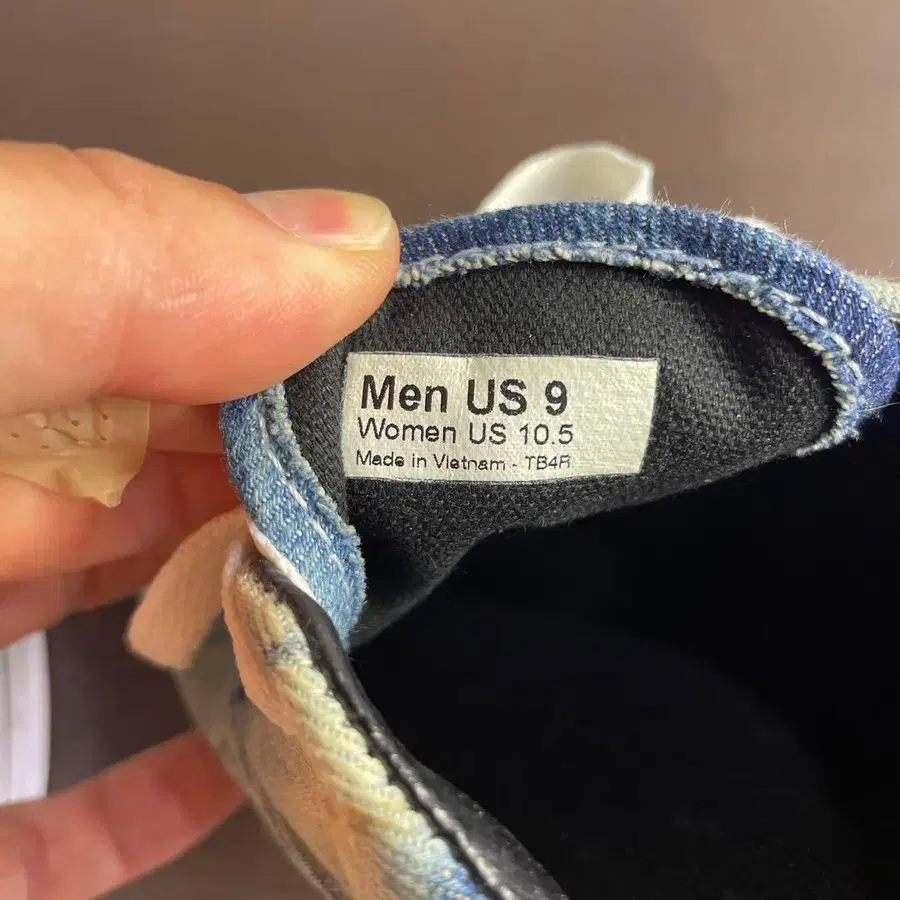 Men US 9
Women US 10.5
Made in Vietnam - TB4R